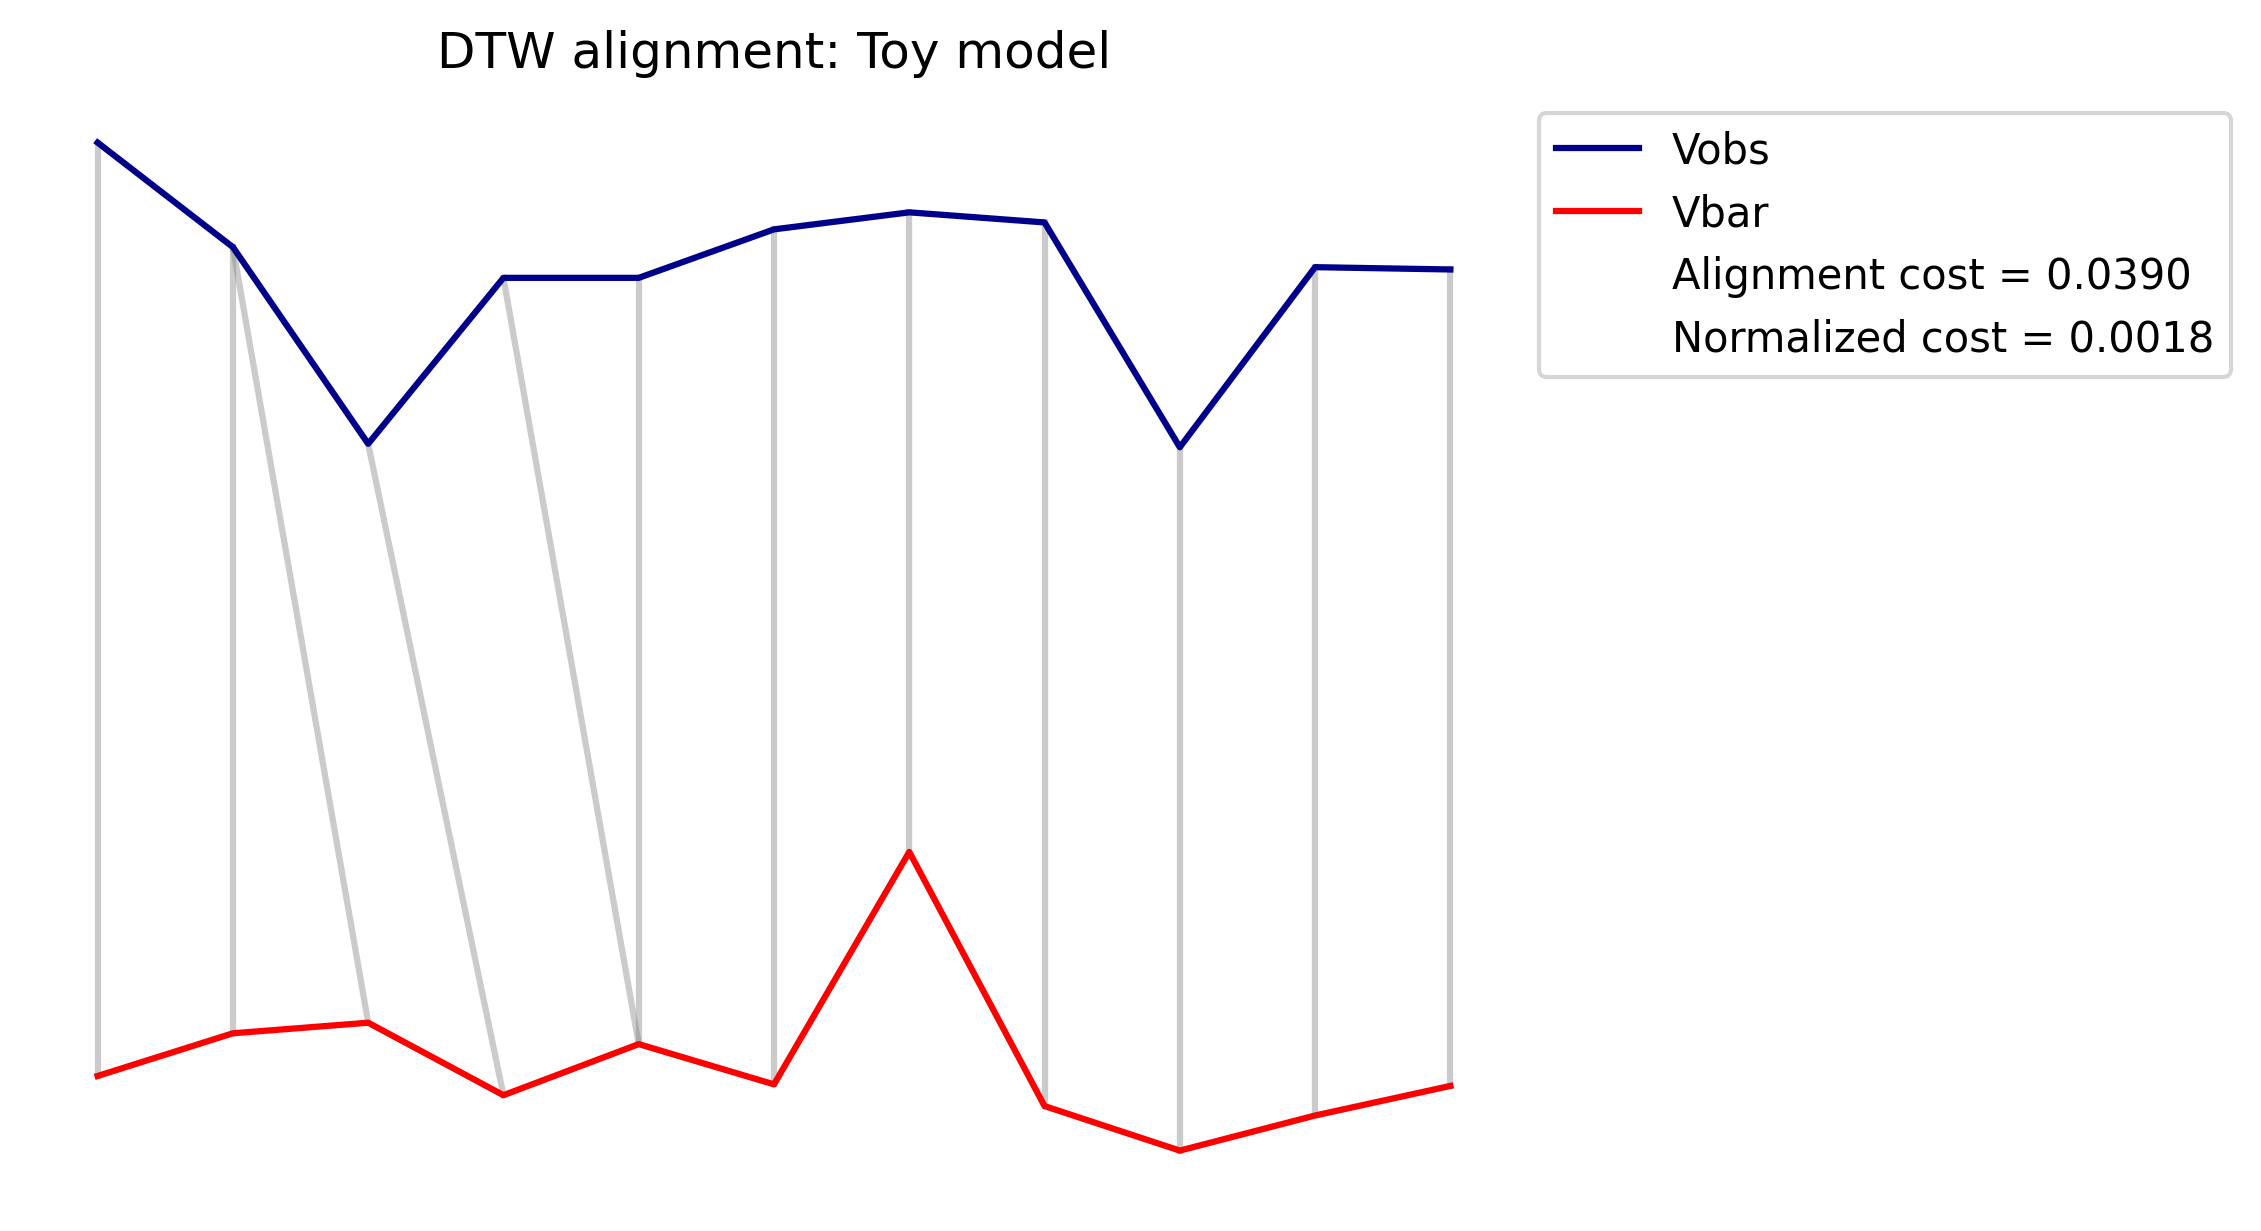 DTW alignment: Toy model
Vobs
Vbar
Alignment cost = 0.0390
Normalized cost = 0.0018